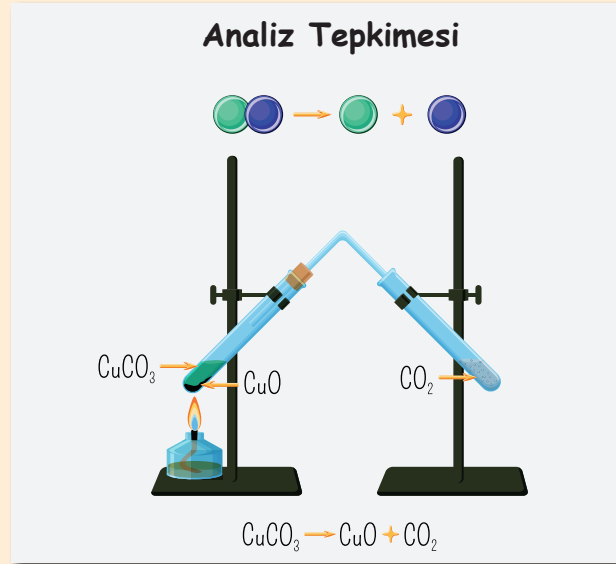 Analiz Tepkimesi
CuCO₃
CuO
CO₂
CuCO₃ → CuO + CO₂